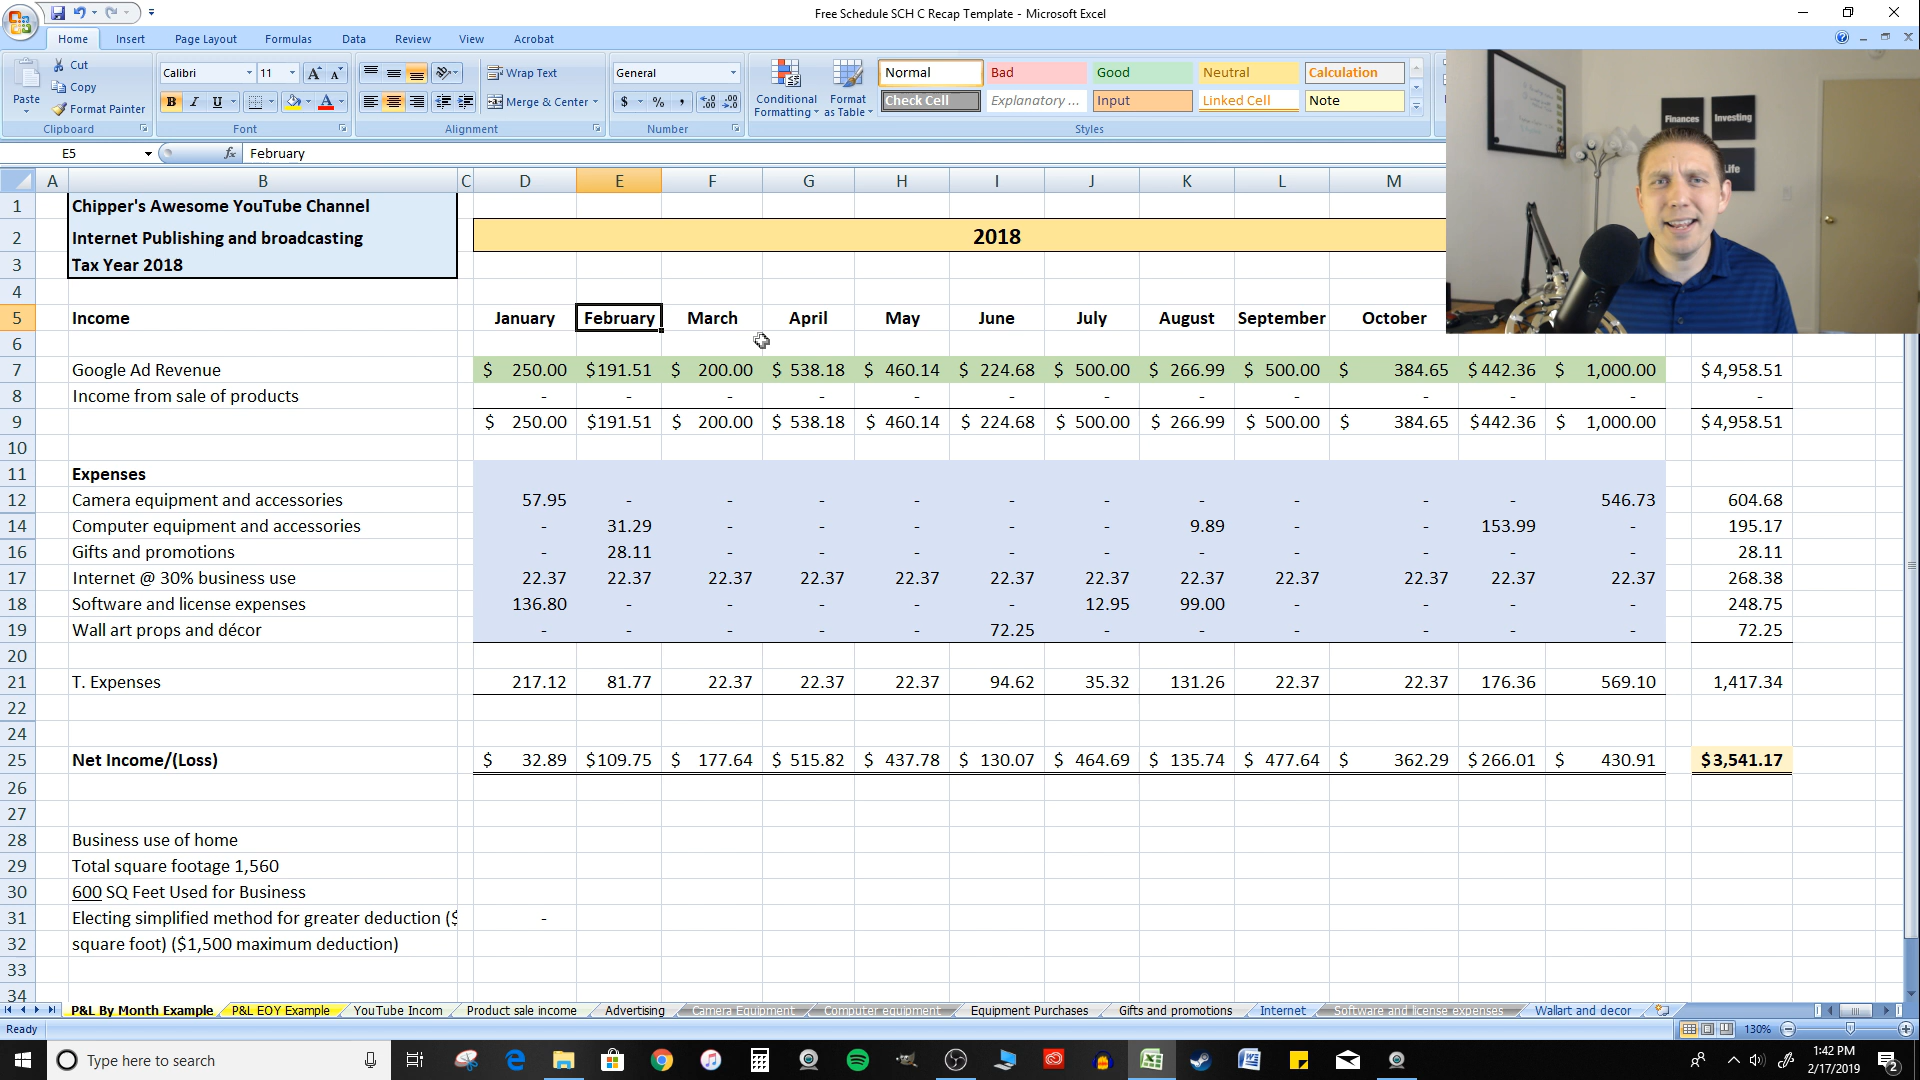 Free Schedule SCH C Recap Template - Microsoft Excel
Home Insert Page Layout Formulas Data Review View Acrobat
Paste Cut Copy Format Painter Clipboard
Calibri 11 B I U Font
Wrap Text Merge & Center Alignment
General $ % , Number
Conditional Formatting Format as Table
Normal Bad Good Neutral Calculation
Check Cell Explanatory ... Input Linked Cell Note
Styles
Finances Investing
Life
E5 fx February
A B C D E F G H I J K L M
1 Chipper's Awesome YouTube Channel
2 Internet Publishing and broadcasting 2018
3 Tax Year 2018
4
5 Income January February March April May June July August September October
6
7 Google Ad Revenue $ 250.00 $191.51 $ 200.00 $ 538.18 $ 460.14 $ 224.68 $ 500.00 $ 266.99 $ 500.00 $ 384.65 $442.36 $ 1,000.00 $4,958.51
8 Income from sale of products - - - - - - - - - - - - -
9 $ 250.00 $191.51 $ 200.00 $ 538.18 $ 460.14 $ 224.68 $ 500.00 $ 266.99 $ 500.00 $ 384.65 $442.36 $ 1,000.00 $4,958.51
10
11 Expenses
12 Camera equipment and accessories 57.95 - - - - - - - - - - 546.73 604.68
14 Computer equipment and accessories - 31.29 - - - - - 9.89 - - 153.99 - 195.17
16 Gifts and promotions - 28.11 - - - - - - - - - - 28.11
17 Internet @ 30% business use 22.37 22.37 22.37 22.37 22.37 22.37 22.37 22.37 22.37 22.37 22.37 22.37 268.38
18 Software and license expenses 136.80 - - - - - 12.95 99.00 - - - - 248.75
19 Wall art props and décor - - - - - 72.25 - - - - - - 72.25
20
21 T. Expenses 217.12 81.77 22.37 22.37 22.37 94.62 35.32 131.26 22.37 22.37 176.36 569.10 1,417.34
22
24
25 Net Income/(Loss) $ 32.89 $109.75 $ 177.64 $ 515.82 $ 437.78 $ 130.07 $ 464.69 $ 135.74 $ 477.64 $ 362.29 $266.01 $ 430.91 $3,541.17
26
27
28 Business use of home
29 Total square footage 1,560
30 600 SQ Feet Used for Business
31 Electing simplified method for greater deduction ($ -
32 square foot) ($1,500 maximum deduction)
33
34
P&L By Month Example P&L EOY Example YouTube Incom Product sale income Advertising Camera Equipment Computer equipment Equipment Purchases Gifts and promotions Internet Software and license expenses Wallart and decor
Ready 130%
Type here to search
1:42 PM
2/17/2019
2